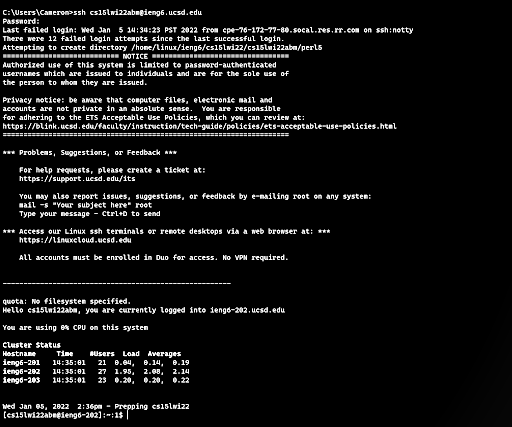 C:\Users\Cameron>ssh cs15lwi22abm@ieng6.ucsd.edu
Password:
Last failed login: Wed Jan  5 14:34:23 PST 2022 from cpe-76-172-77-80.socal.res.rr.com on ssh:notty
There were 12 failed login attempts since the last successful login.
Attempting to create directory /home/linux/ieng6/cs15lwi22/cs15lwi22abm/perl5
============================ NOTICE =================================
Authorized use of this system is limited to password-authenticated
usernames which are issued to individuals and are for the sole use of
the person to whom they are issued.
Privacy notice: be aware that computer files, electronic mail and
accounts are not private in an absolute sense.  You are responsible
for adhering to the ETS Acceptable Use Policies, which you can review at:
https://blink.ucsd.edu/faculty/instruction/tech-guide/policies/ets-acceptable-use-policies.html
=====================================================================
*** Problems, Suggestions, or Feedback ***
For help requests, please create a ticket at:
https://support.ucsd.edu/its
You may also report issues, suggestions, or feedback by e-mailing root on any system:
mail -s "Your subject here" root
Type your message - Ctrl+D to send
*** Access our Linux ssh terminals or remote desktops via a web browser at: ***
https://linuxcloud.ucsd.edu
All accounts must be enrolled in Duo for access. No VPN required.
-------------------------------------------------------
quota: No filesystem specified.
Hello cs15lwi22abm, you are currently logged into ieng6-202.ucsd.edu
You are using 0% CPU on this system
Cluster Status
Hostname     Time    #Users  Load  Averages
ieng6-201   14:35:01   21  0.04,  0.14,  0.19
ieng6-202   14:35:01   27  1.95,  2.08,  2.14
ieng6-203   14:35:01   23  0.20,  0.20,  0.22
Wed Jan 05, 2022  2:36pm - Prepping cs15lwi22
[cs15lwi22abm@ieng6-202]:~:1$